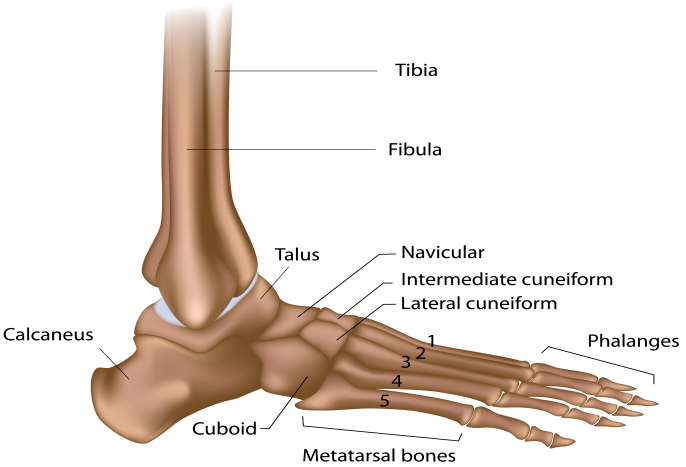 Tibia
Fibula
Talus
Navicular
Intermediate cuneiform
Lateral cuneiform
Calcaneus
1
2
3
4
5
Phalanges
Cuboid
Metatarsal bones